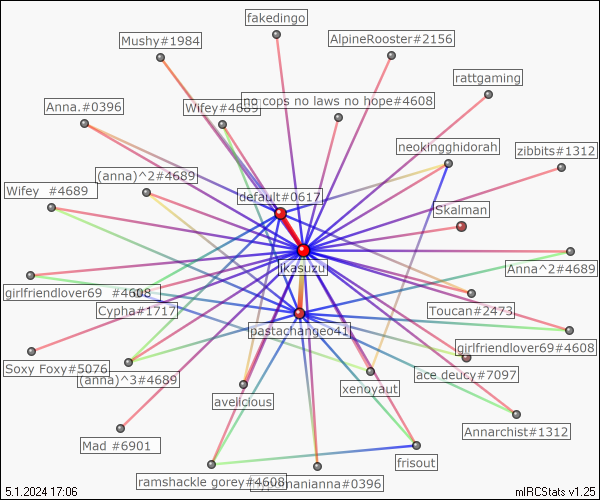 fakedingo
Mushy#1984
AlpineRooster#2156
rattgaming
Anna.#0396
Wifey#4689
no cops no laws no hope#4608
neokingghidorah
zibbits#1312
(anna)^2#4689
Wifey #4689
default#0617
Skalman
ikasuzu
Anna^2#4689
girlfriendlover69 #4608
Cypha#1717
Toucan#2473
pastachangeo41
girlfriendlover69#4608
Soxy Foxy#5076
(anna)^3#4689
ace deucy#7097
xenoyaut
avelicious
Annarchist#1312
Mad #6901
frisout
ramshackle gorey#4608
#0396
5.1.2024 17:06
mIRCStats v1.25